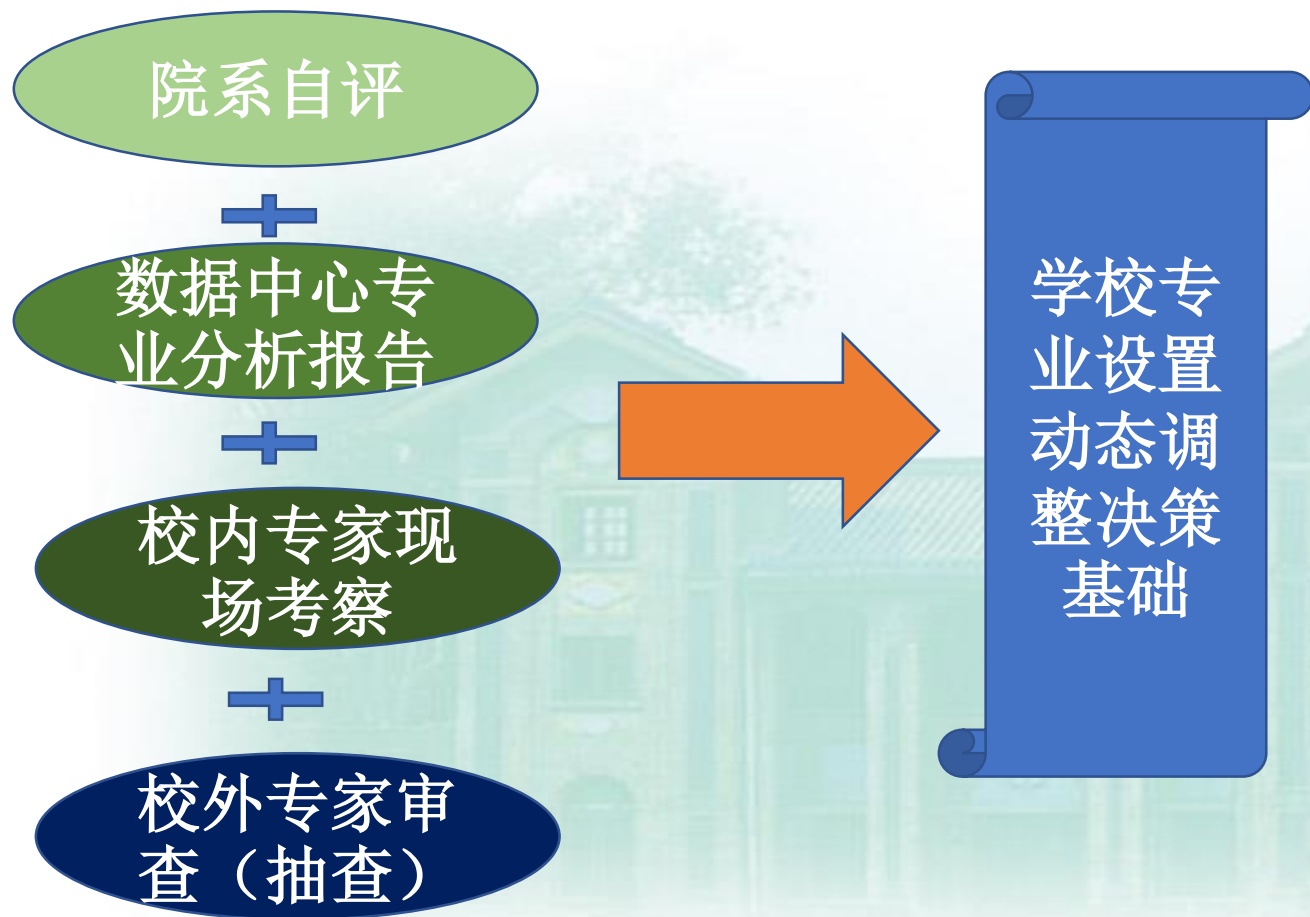 院系自评
数据中心专
业分析报告
校内专家现
场考察
校外专家审
查（抽查）
学校专
业设置
动态调
整决策
基础